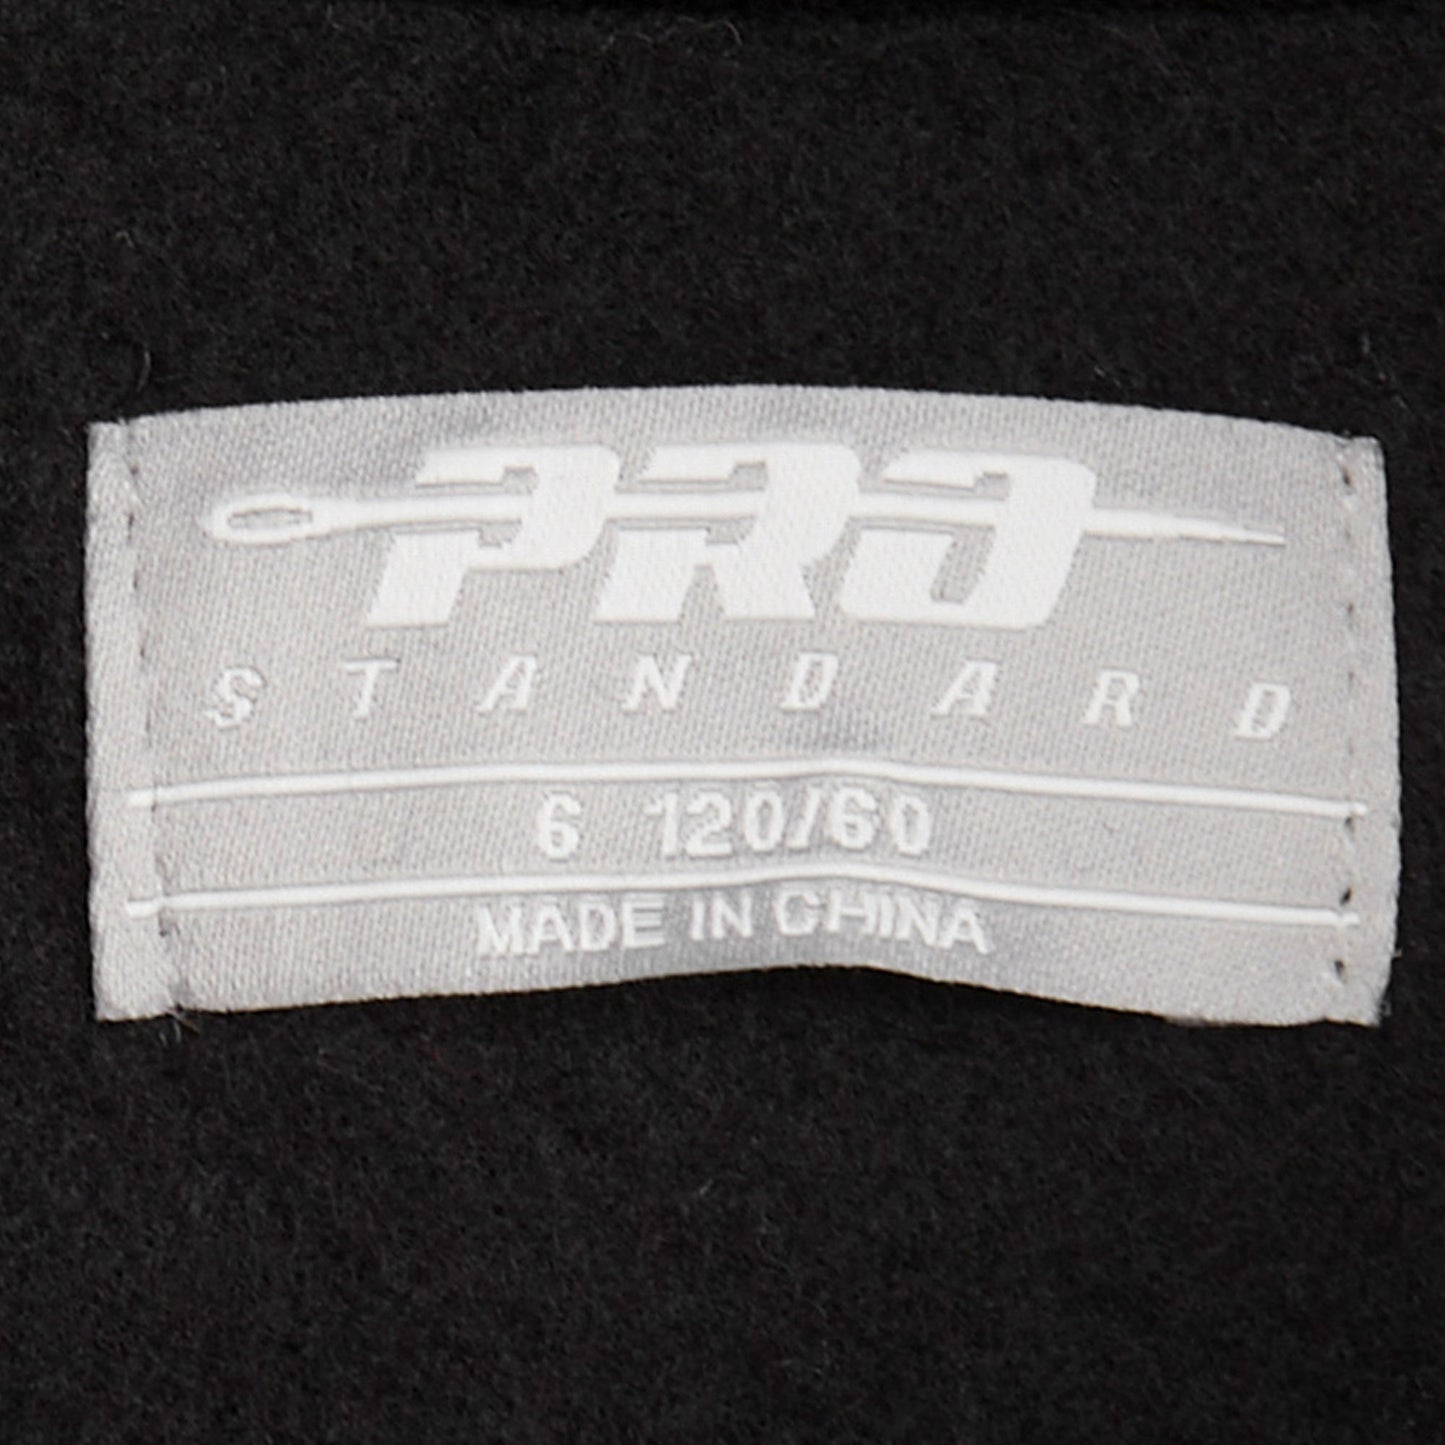 PRO
STANDARD
6 120/60
MADE IN CHINA